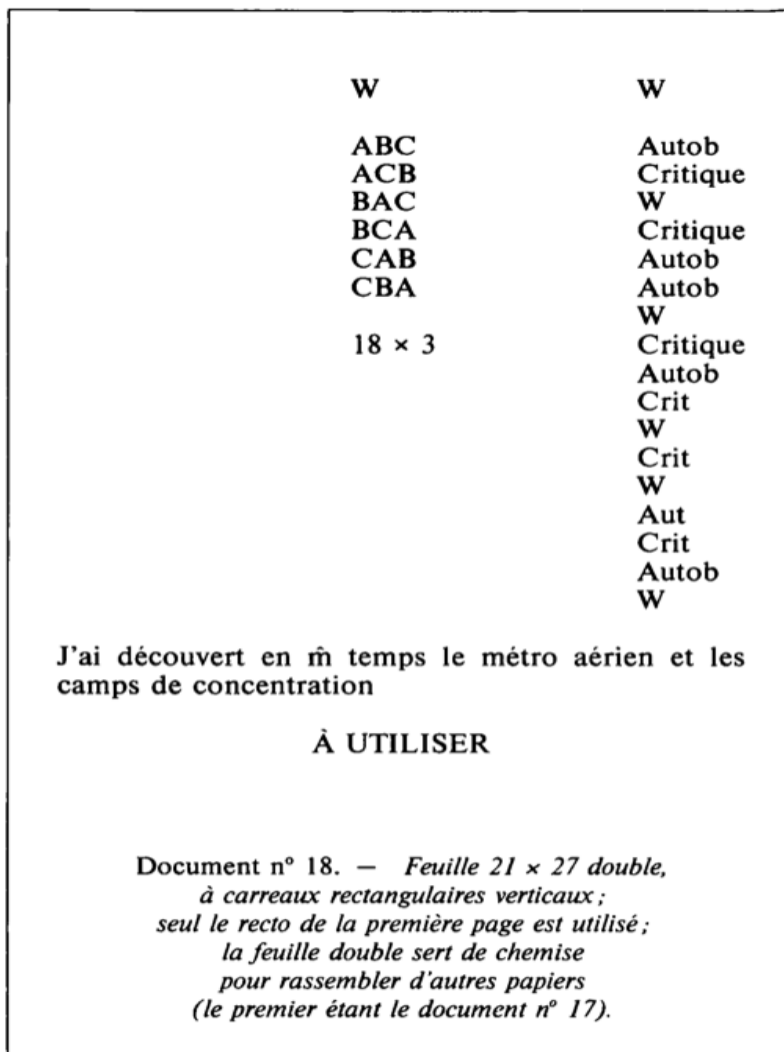 W W
ABC Autob
ACB Critique
BAC W
BCA Critique
CAB Autob
CBA Autob
W
18 × 3 Critique
Autob
Crit
W
Crit
W
Aut
Crit
Autob
W
J'ai découvert en m̂ temps le métro aérien et les
camps de concentration
À UTILISER
Document nº 18. — Feuille 21 × 27 double,
à carreaux rectangulaires verticaux ;
seul le recto de la première page est utilisé ;
la feuille double sert de chemise
pour rassembler d'autres papiers
(le premier étant le document nº 17).